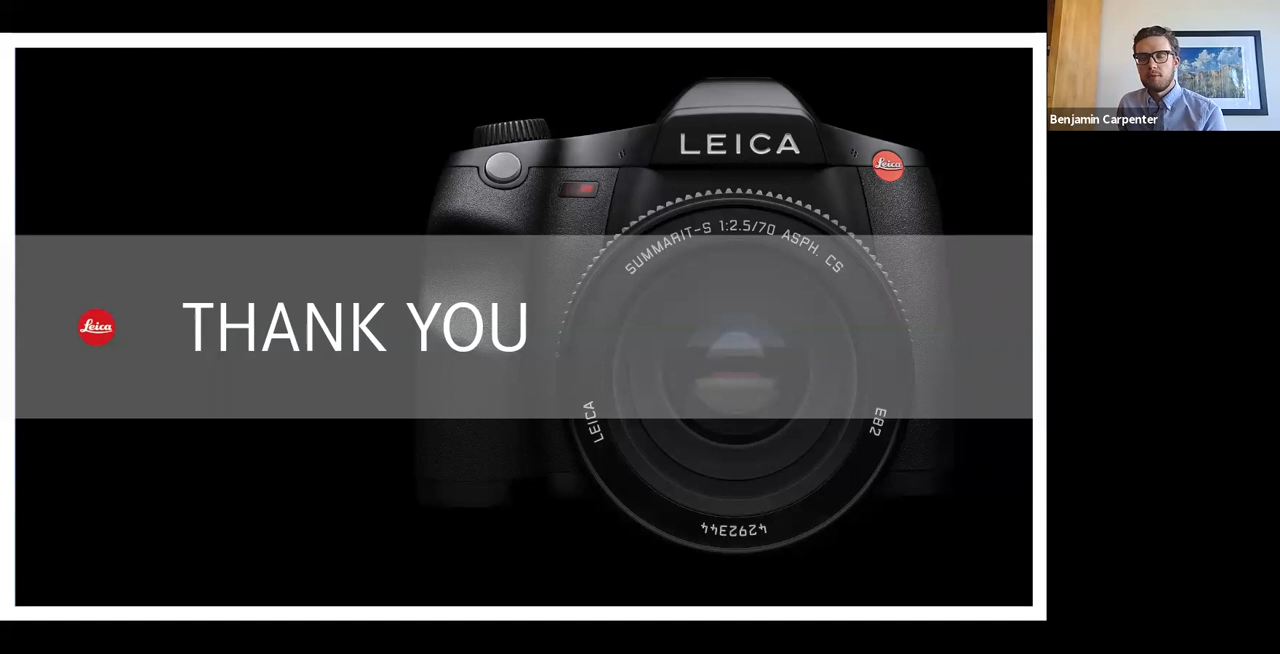 LEICA
Leica
SUMMARIT-S 1:2.5/70 ASPH. CS
Leica
THANK YOU
LEICA
E82
4292344
Benjamin Carpenter